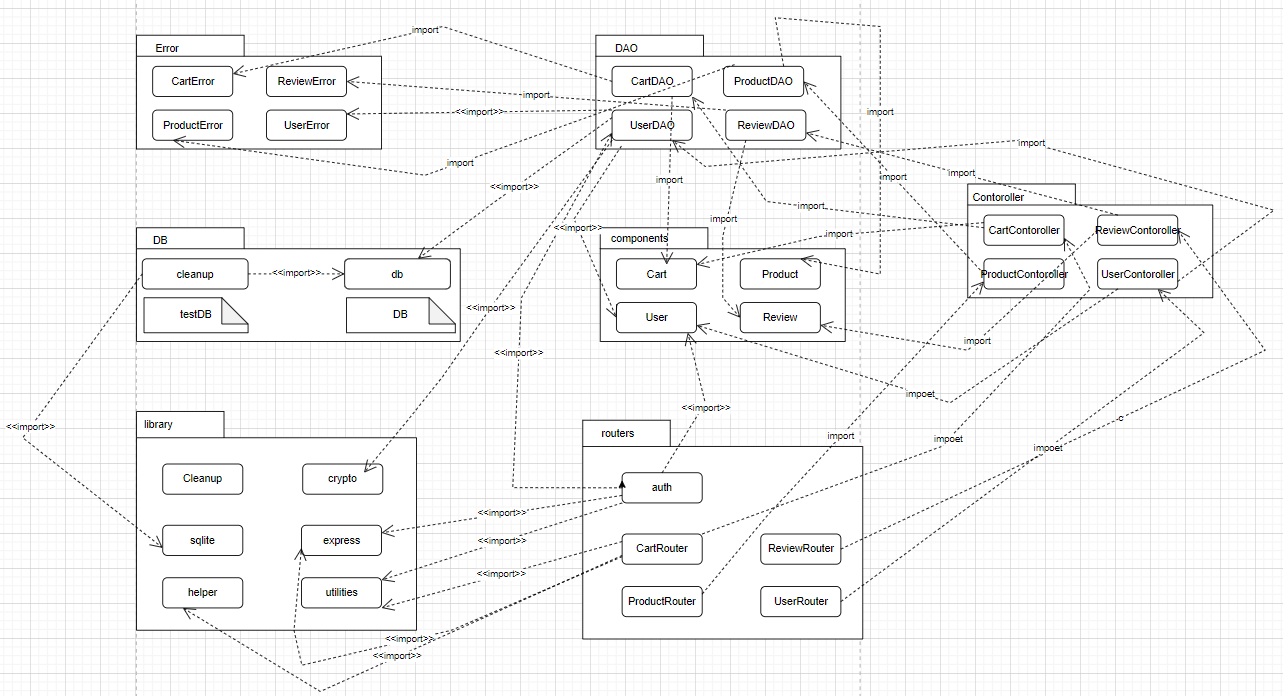 import
Error
DAO
CartError
ReviewError
CartDAO
ProductDAO
import
<<import>>
import
ProductError
UserError
UserDAO
ReviewDAO
import
import
import
<<import>>
import
import
import
Contoroller
import
import
import
CartContoroller
ReviewContoroller
<<import>>
DB
components
cleanup
<<import>>
db
Cart
Product
ProductContoroller
UserContoroller
<<import>>
testDB
DB
User
Review
import
<<import>>
impoet
<<import>>
<<import>>
library
routers
import
impoet
c
impoet
Cleanup
crypto
auth
<<import>>
sqlite
express
<<import>>
CartRouter
ReviewRouter
<<import>>
helper
utilities
ProductRouter
UserRouter
<<import>>
<<import>>